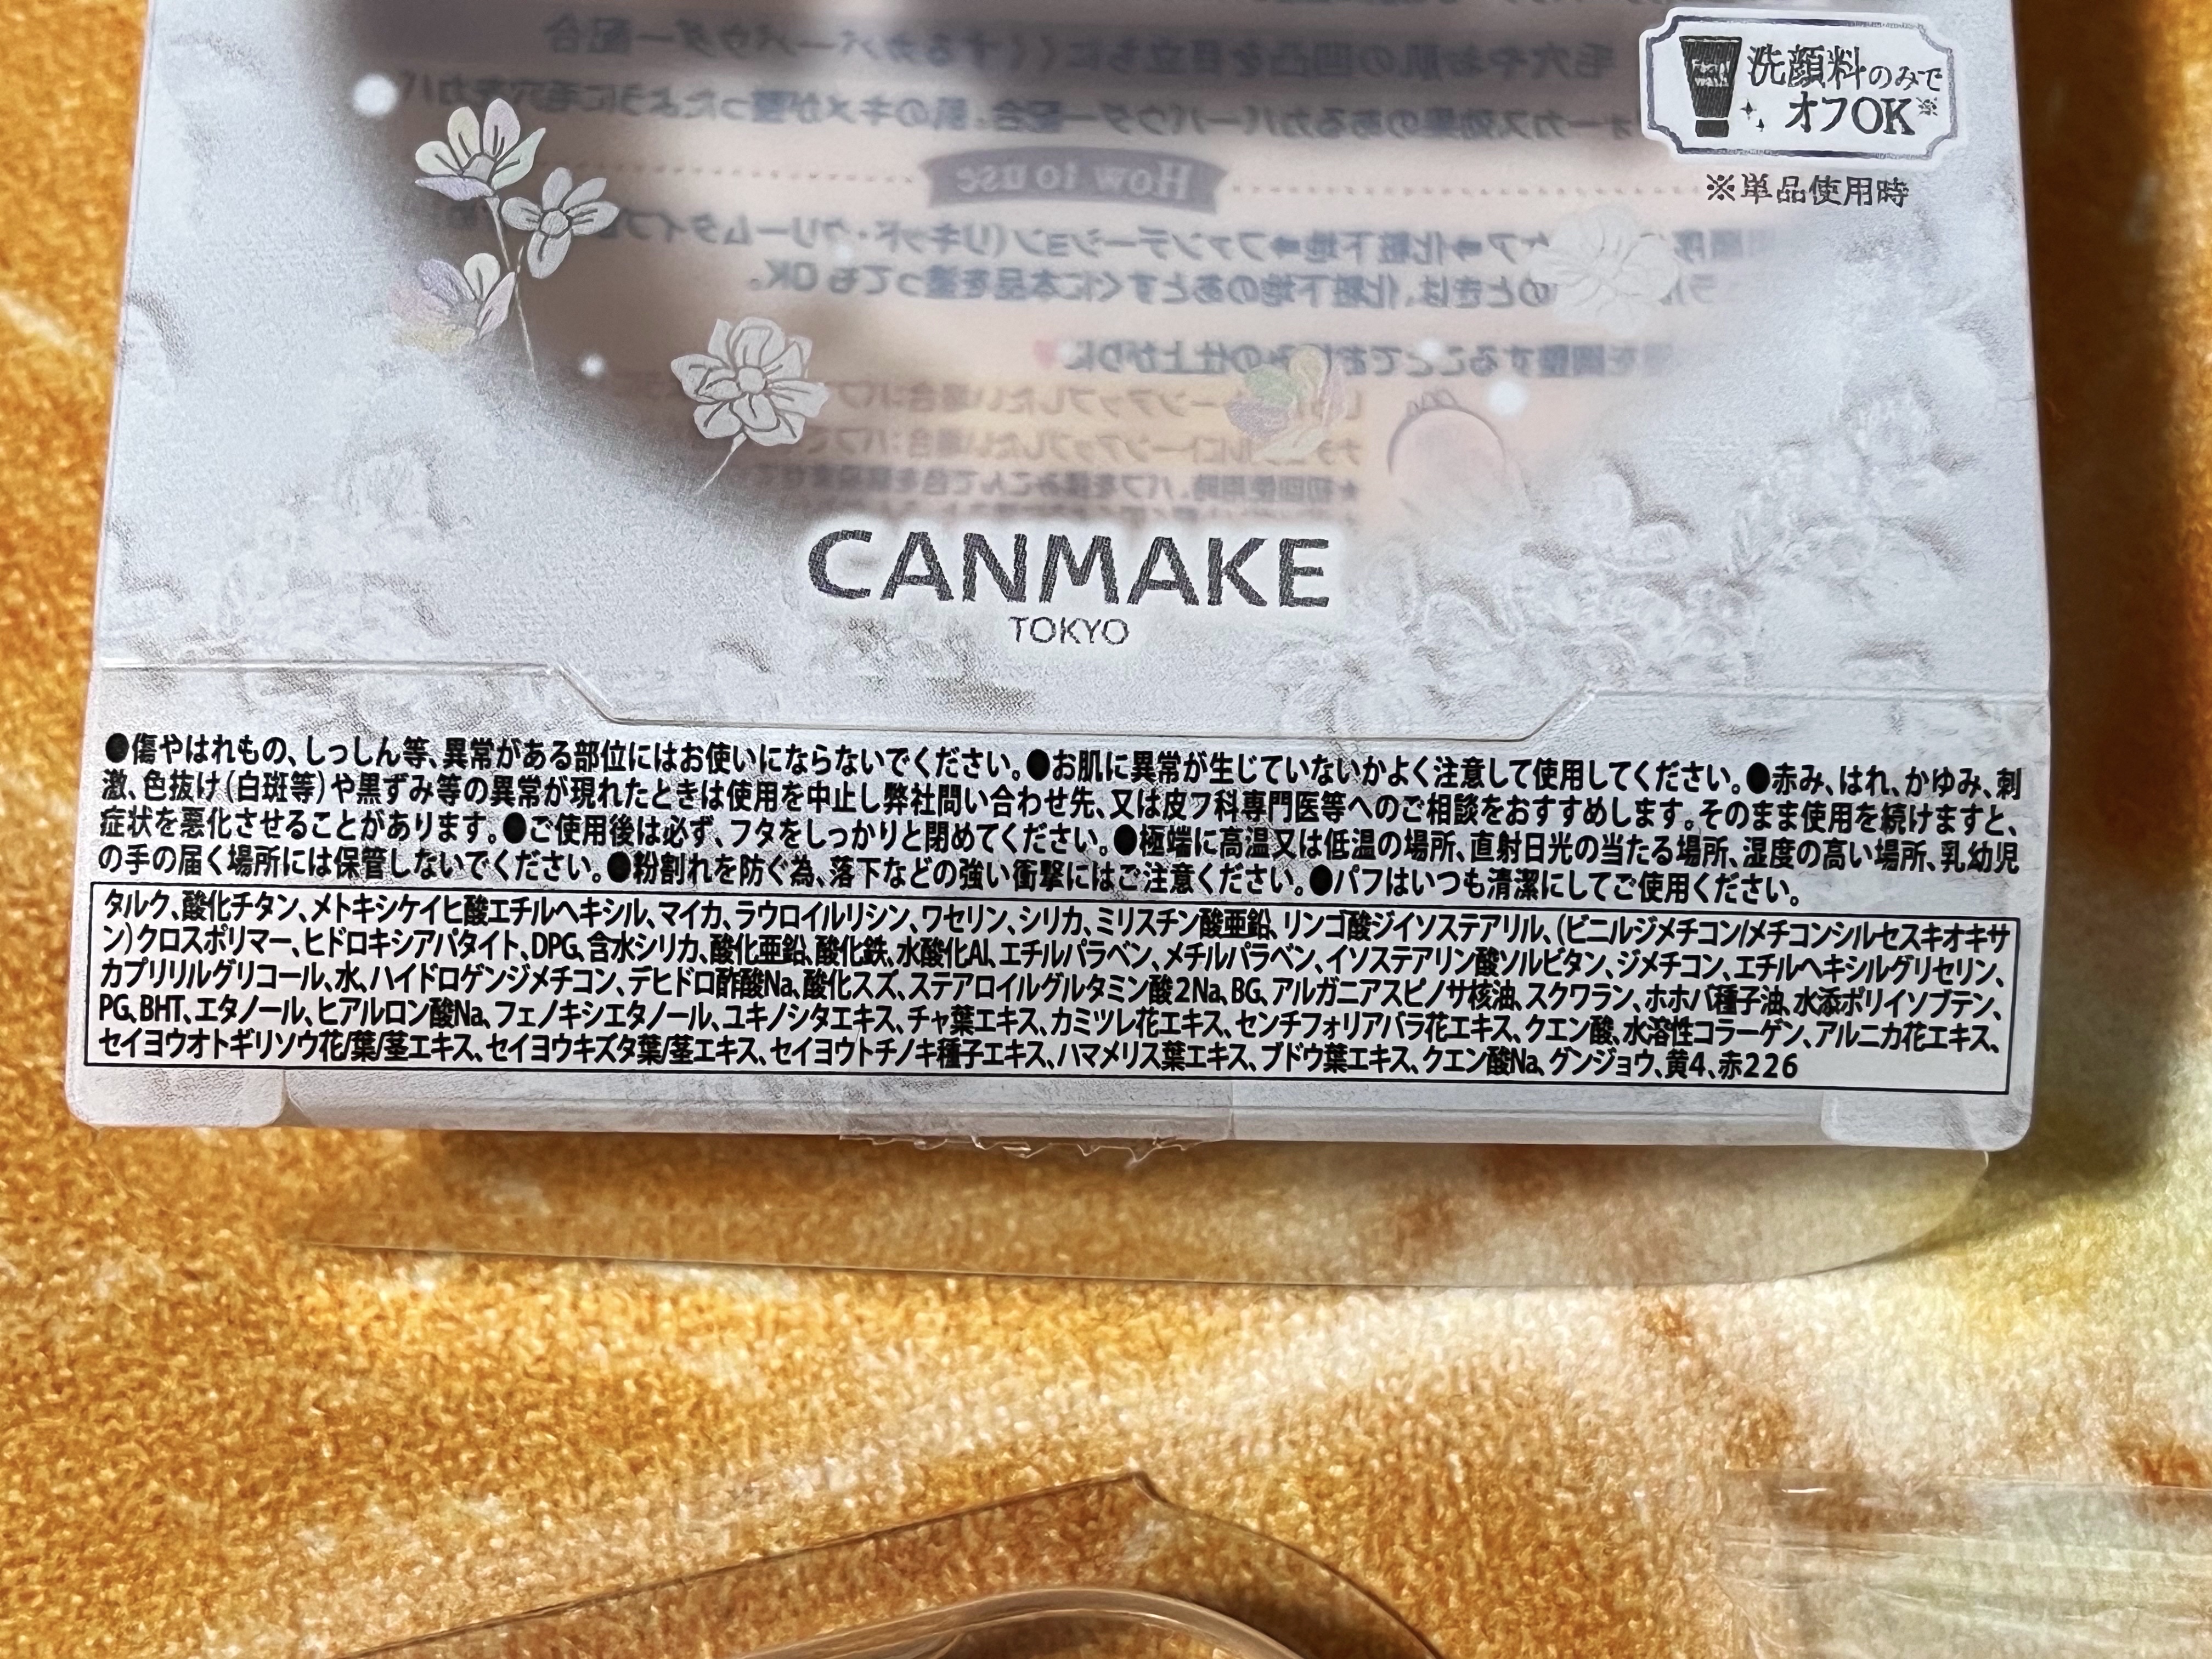 Facial Wash
洗顔料のみで
オフOK※
※単品使用時
毛穴やお肌の凹凸を目立ちにくくするカバーパウダー配合
How to use
CANMAKE
TOKYO
●傷やはれもの、しっしん等、異常がある部位にはお使いにならないでください。●お肌に異常が生じていないかよく注意して使用してください。●赤み、はれ、かゆみ、刺
激、色抜け(白斑等)や黒ずみ等の異常が現れたときは使用を中止し弊社問い合わせ先、又は皮フ科専門医等へのご相談をおすすめします。そのまま使用を続けますと、
症状を悪化させることがあります。●ご使用後は必ず、フタをしっかりと閉めてください。●極端に高温又は低温の場所、直射日光の当たる場所、湿度の高い場所、乳幼児
の手の届く場所には保管しないでください。●粉割れを防ぐ為、落下などの強い衝撃にはご注意ください。●パフはいつも清潔にしてご使用ください。
タルク、酸化チタン、メトキシケイヒ酸エチルヘキシル、マイカ、ラウロイルリシン、ワセリン、シリカ、ミリスチン酸亜鉛、リンゴ酸ジイソステアリル、(ビニルジメチコン/メチコンシルセスキオキサ
ン)クロスポリマー、ヒドロキシアパタイト、DPG、含水シリカ、酸化亜鉛、酸化鉄、水酸化Al、エチルパラベン、メチルパラベン、イソステアリン酸ソルビタン、ジメチコン、エチルヘキシルグリセリン、
カプリリルグリコール、水、ハイドロゲンジメチコン、デヒドロ酢酸Na、酸化スズ、ステアロイルグルタミン酸2Na、BG、アルガニアスピノサ核油、スクワラン、ホホバ種子油、水添ポリイソブテン、
PG、BHT、エタノール、ヒアルロン酸Na、フェノキシエタノール、ユキノシタエキス、チャ葉エキス、カミツレ花エキス、センチフォリアバラ花エキス、クエン酸、水溶性コラーゲン、アルニカ花エキス、
セイヨウオトギリソウ花/葉/茎エキス、セイヨウキズタ葉/茎エキス、セイヨウトチノキ種子エキス、ハマメリス葉エキス、ブドウ葉エキス、クエン酸Na、グンジョウ、黄4、赤226